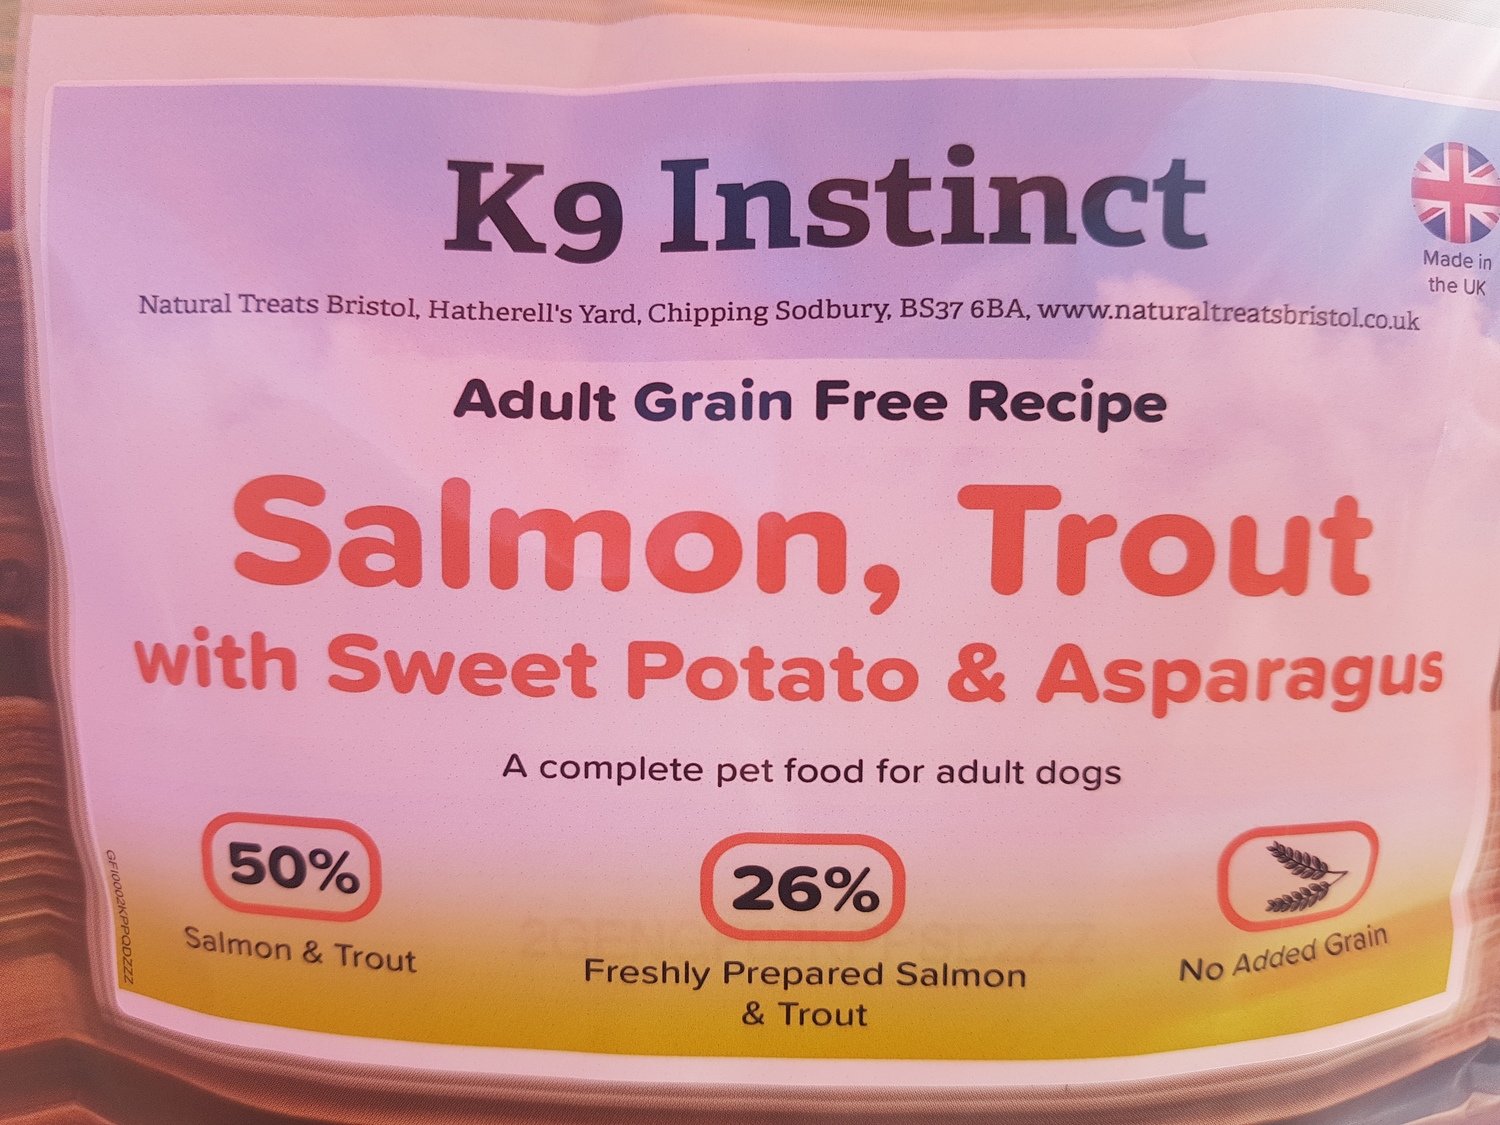 K9 Instinct
Made in
the UK
Natural Treats Bristol, Hatherell's Yard, Chipping Sodbury, BS37 6BA, www.naturaltreatsbristol.co.uk
Adult Grain Free Recipe
Salmon, Trout
with Sweet Potato & Asparagus
A complete pet food for adult dogs
50%
Salmon & Trout
26%
Freshly Prepared Salmon
& Trout
No Added Grain